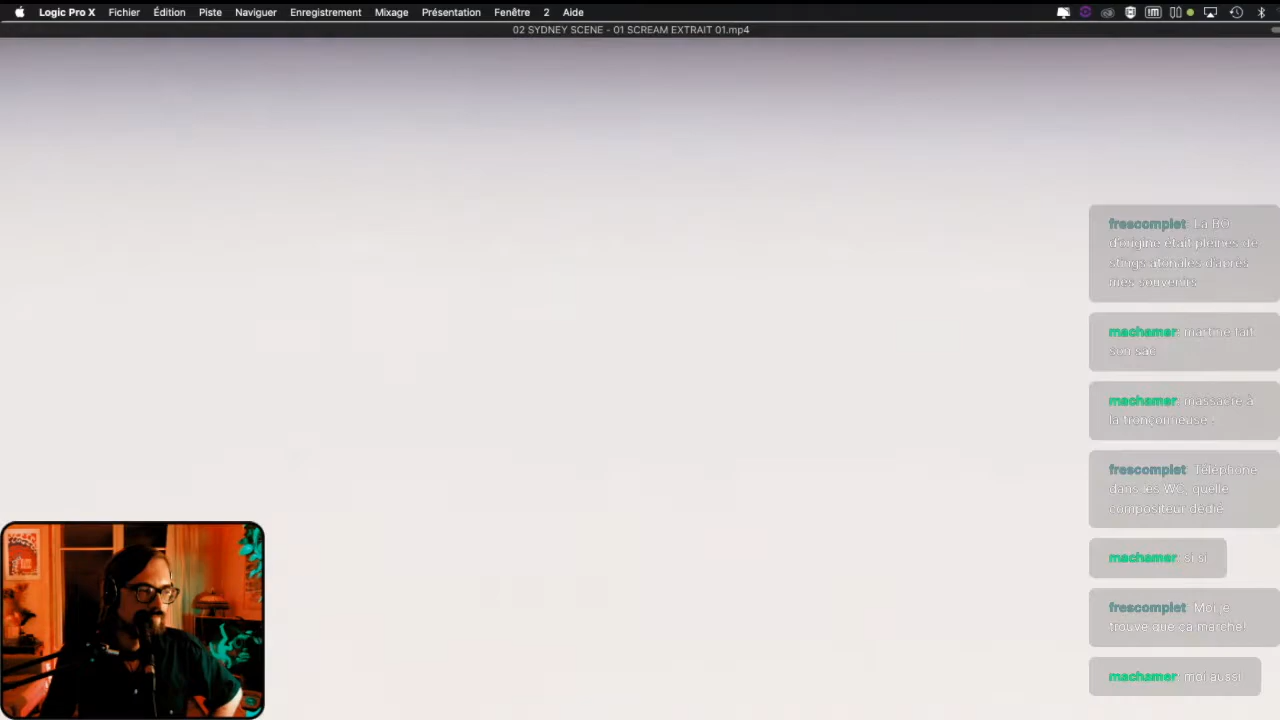 Logic Pro X Fichier Édition Piste Naviguer Enregistrement Mixage Présentation Fenêtre 2 Aide
02 SYDNEY SCENE - 01 SCREAM EXTRAIT 01.mp4
frescomplet: La BO
d'origine était pleines de
stings atonales d'après
mes souvenirs
machamer: martine fait
son sac
machamer: massacre à
la tronçonneuse :
frescomplet: Téléphone
dans les WC, quelle
compositeur dédié
machamer: si si
frescomplet: Moi je
trouve que ça marche!
machamer: moi aussi